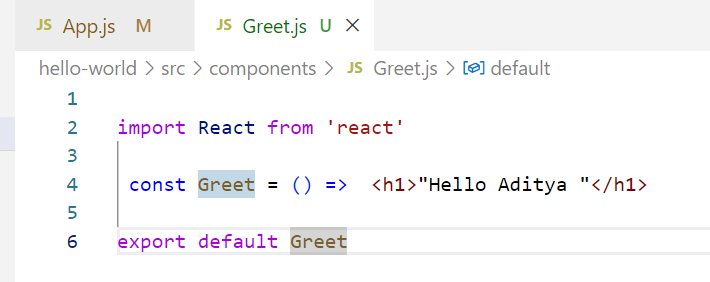 JS App.js M JS Greet.js U ×
hello-world > src > components > JS Greet.js > default
1
2 import React from 'react'
3
4 const Greet = () => <h1>"Hello Aditya "</h1>
5
6 export default Greet